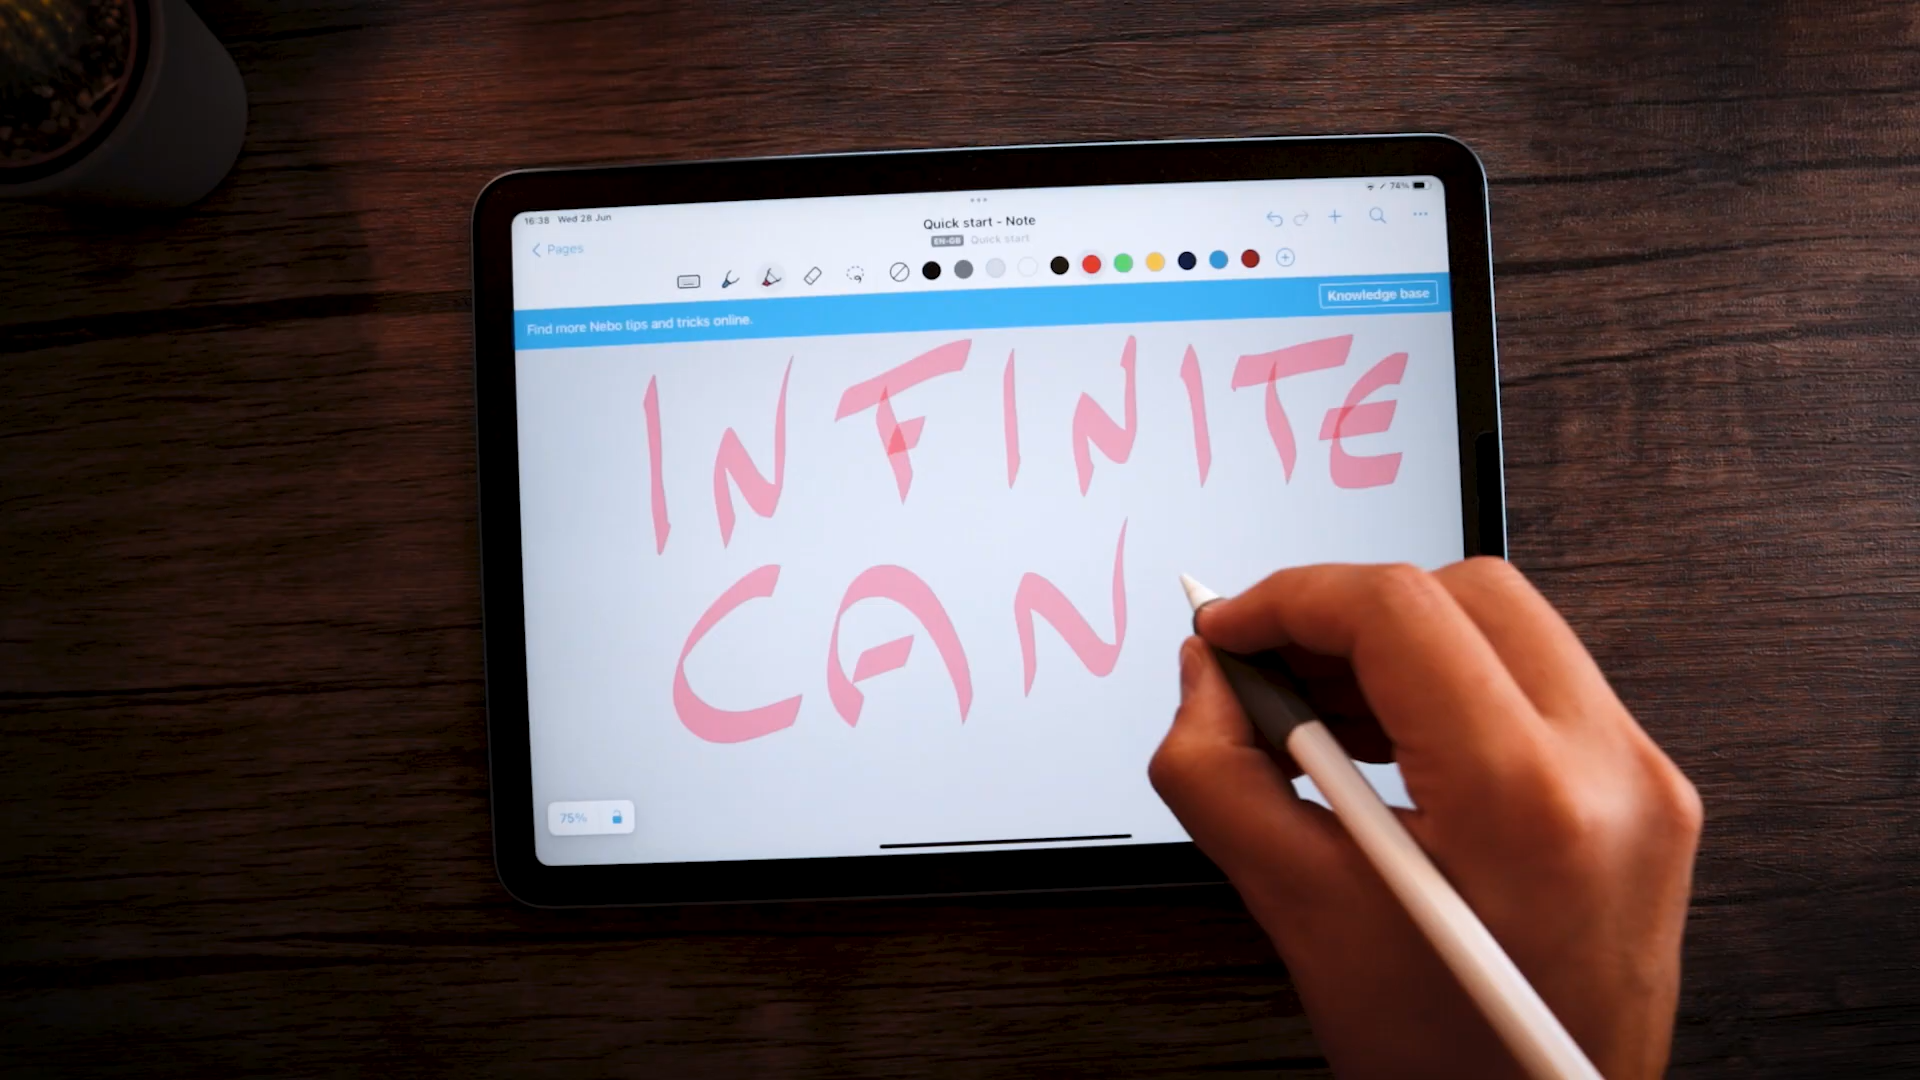 16:38 Wed 28 Jun
74%
Quick start - Note
EN-GB Quick start
Pages
Find more Nebo tips and tricks online.
Knowledge base
INFINITE
CAN
75%